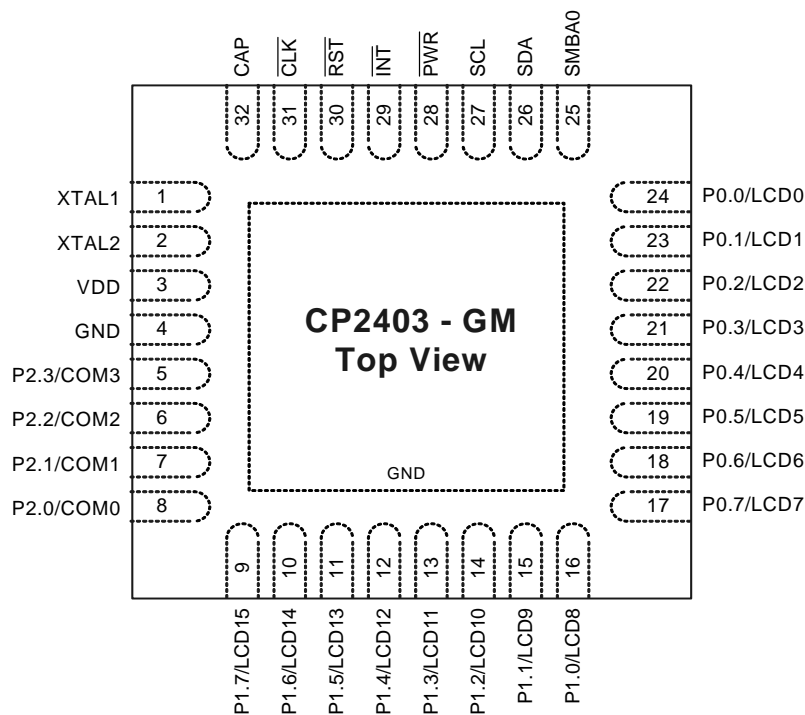 CAP
CLK
RST
INT
PWR
SCL
SDA
SMBA0
32
31
30
29
28
27
26
25
XTAL1
1
XTAL2
2
VDD
3
GND
4
P2.3/COM3
5
P2.2/COM2
6
P2.1/COM1
7
P2.0/COM0
8
24
P0.0/LCD0
23
P0.1/LCD1
22
P0.2/LCD2
21
P0.3/LCD3
20
P0.4/LCD4
19
P0.5/LCD5
18
P0.6/LCD6
17
P0.7/LCD7
CP2403 - GM
Top View
GND
9
10
11
12
13
14
15
16
P1.7/LCD15
P1.6/LCD14
P1.5/LCD13
P1.4/LCD12
P1.3/LCD11
P1.2/LCD10
P1.1/LCD9
P1.0/LCD8